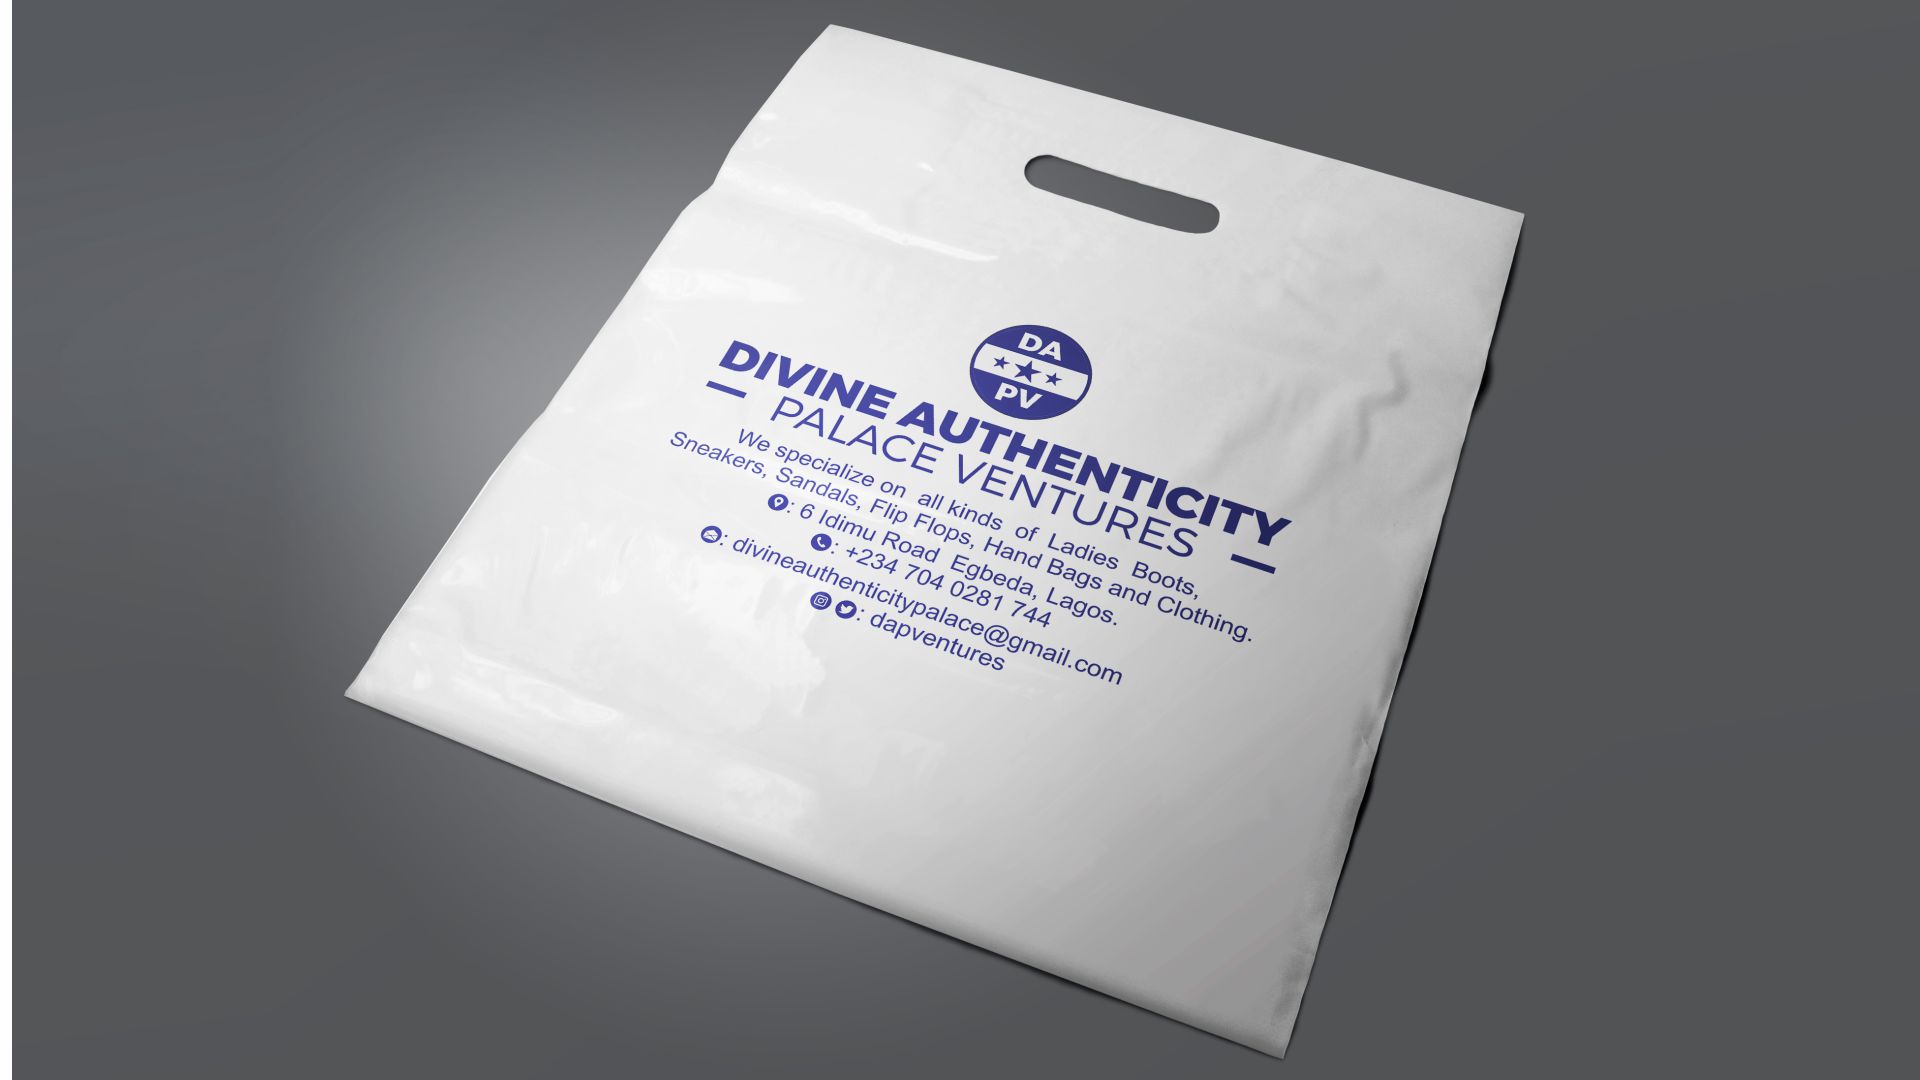 DA
PV
DIVINE AUTHENTICITY
PALACE VENTURES
We specialize on all kinds of Ladies Boots,
Sneakers, Sandals, Flip Flops, Hand Bags and Clothing.
: 6 Idimu Road Egbeda, Lagos.
: +234 704 0281 744
: divineauthenticitypalace@gmail.com
: dapventures